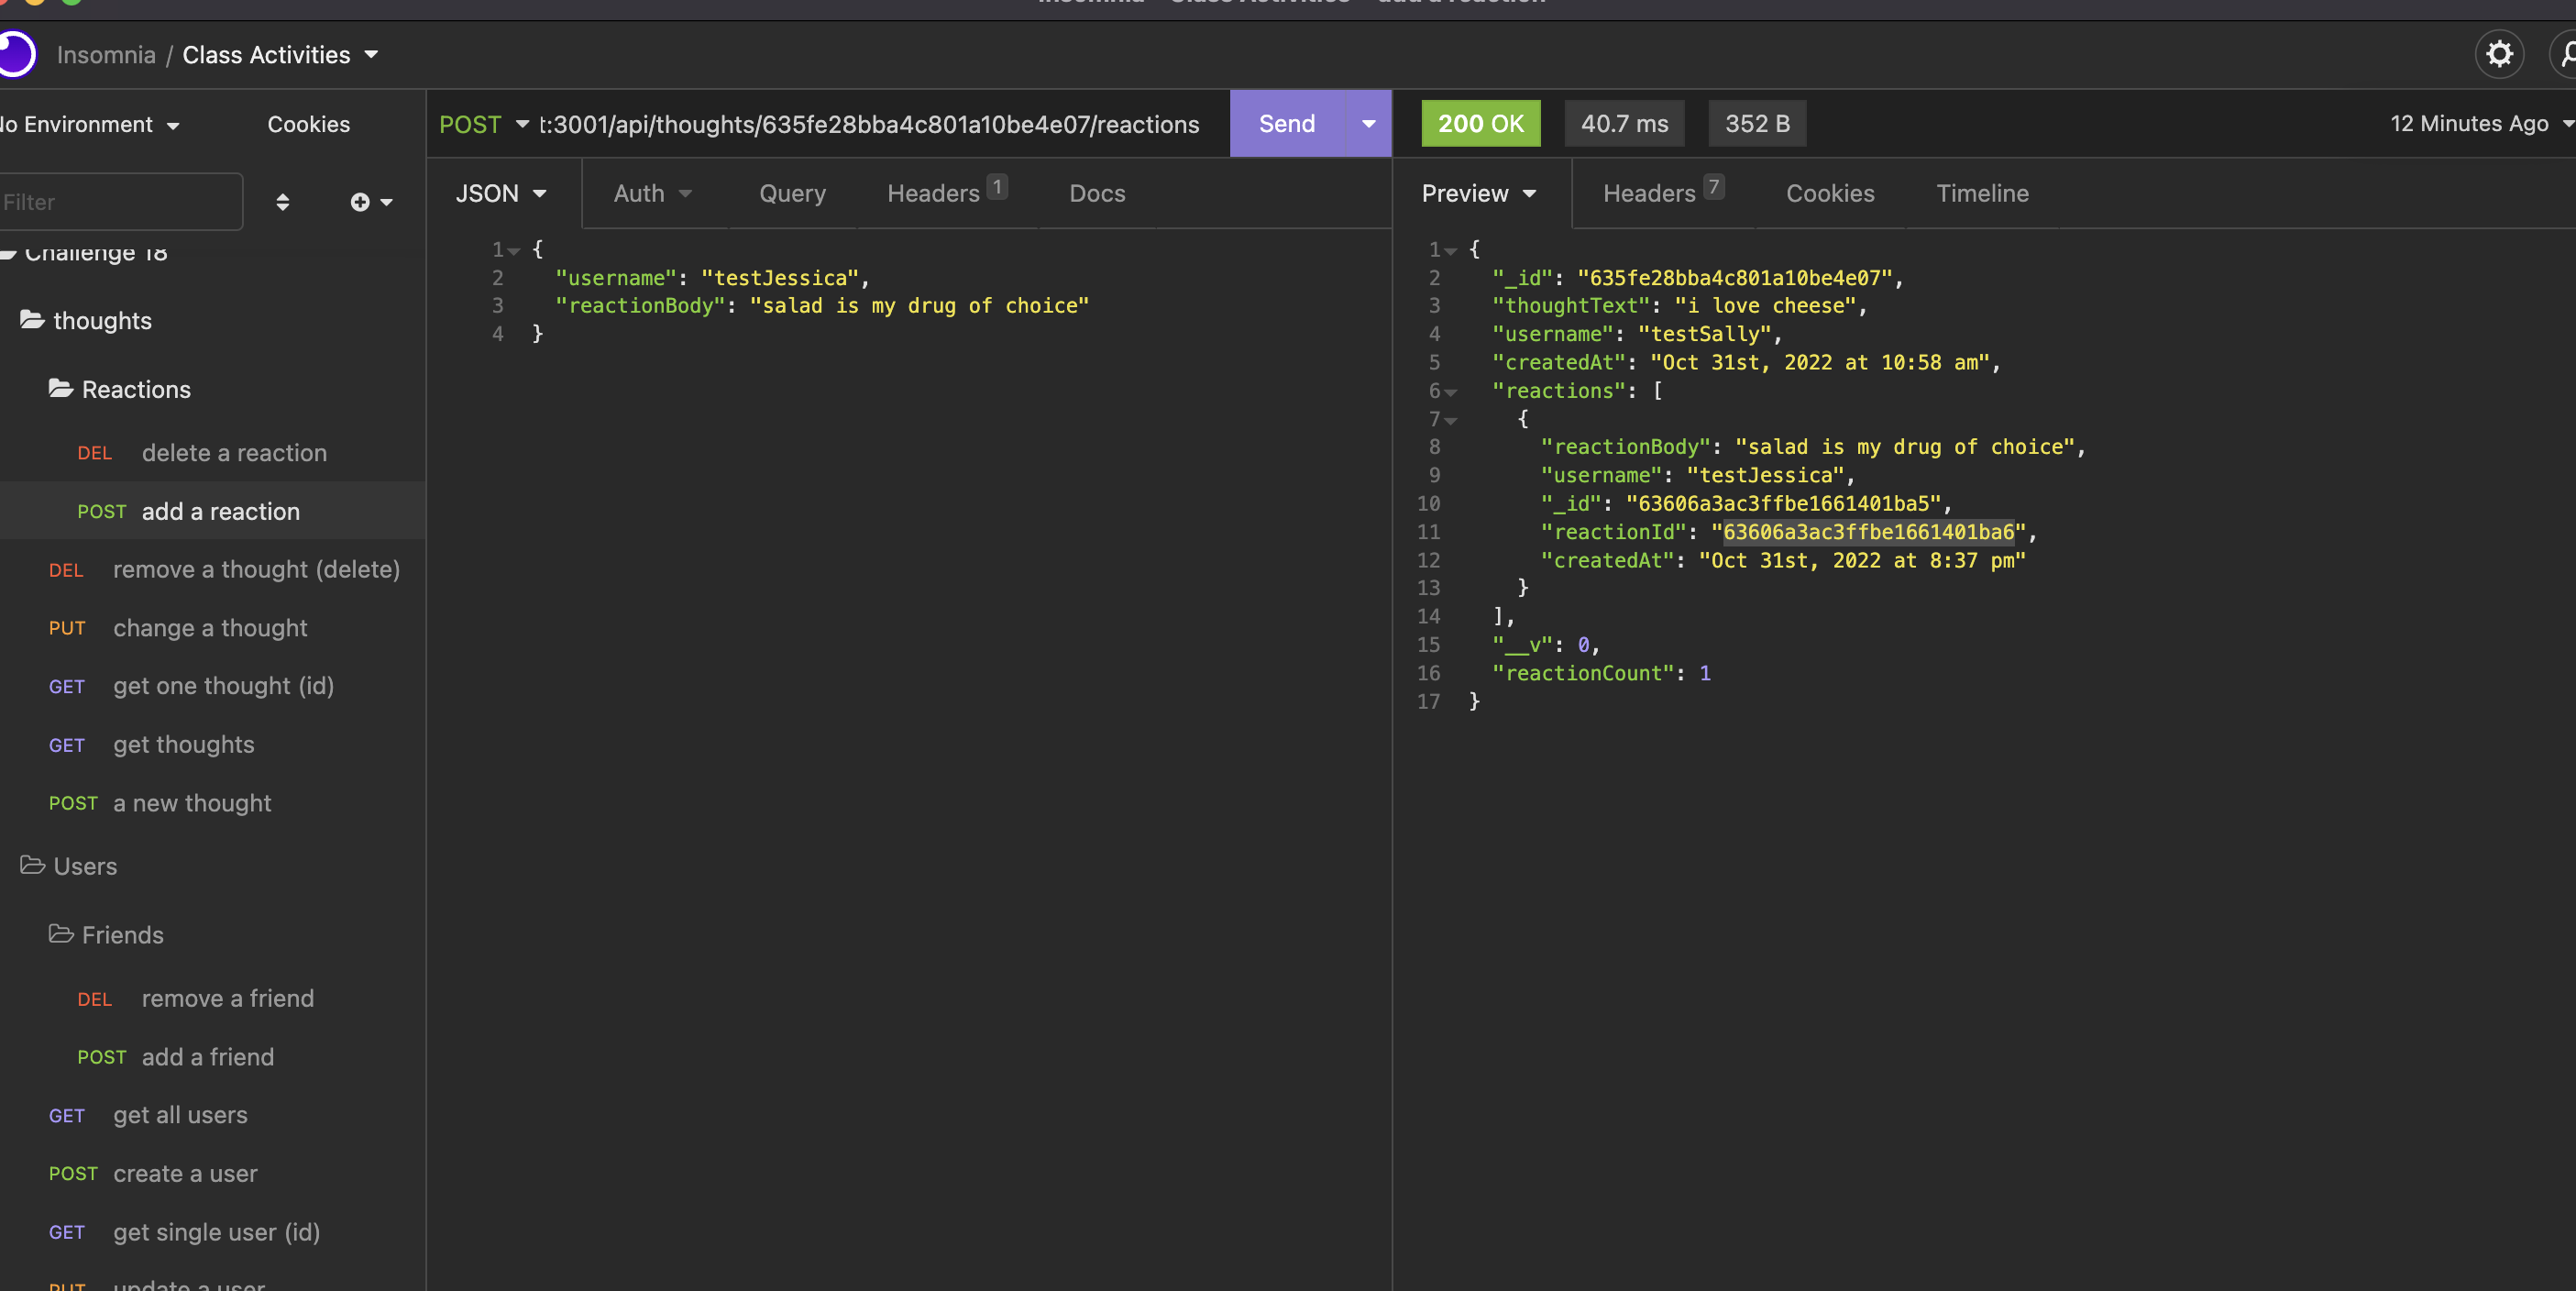 Insomnia – Class Activities – add a reaction
Insomnia / Class Activities
No Environment
Cookies
Filter
Challenge 18
thoughts
Reactions
DEL delete a reaction
POST add a reaction
DEL remove a thought (delete)
PUT change a thought
GET get one thought (id)
GET get thoughts
POST a new thought
Users
Friends
DEL remove a friend
POST add a friend
GET get all users
POST create a user
GET get single user (id)
PUT update a user
POST t:3001/api/thoughts/635fe28bba4c801a10be4e07/reactions Send
JSON Auth Query Headers 1 Docs
1 {
2 "username": "testJessica",
3 "reactionBody": "salad is my drug of choice"
4 }
200 OK 40.7 ms 352 B 12 Minutes Ago
Preview Headers 7 Cookies Timeline
1 {
2 "_id": "635fe28bba4c801a10be4e07",
3 "thoughtText": "i love cheese",
4 "username": "testSally",
5 "createdAt": "Oct 31st, 2022 at 10:58 am",
6 "reactions": [
7 {
8 "reactionBody": "salad is my drug of choice",
9 "username": "testJessica",
10 "_id": "63606a3ac3ffbe1661401ba5",
11 "reactionId": "63606a3ac3ffbe1661401ba6",
12 "createdAt": "Oct 31st, 2022 at 8:37 pm"
13 }
14 ],
15 "__v": 0,
16 "reactionCount": 1
17 }